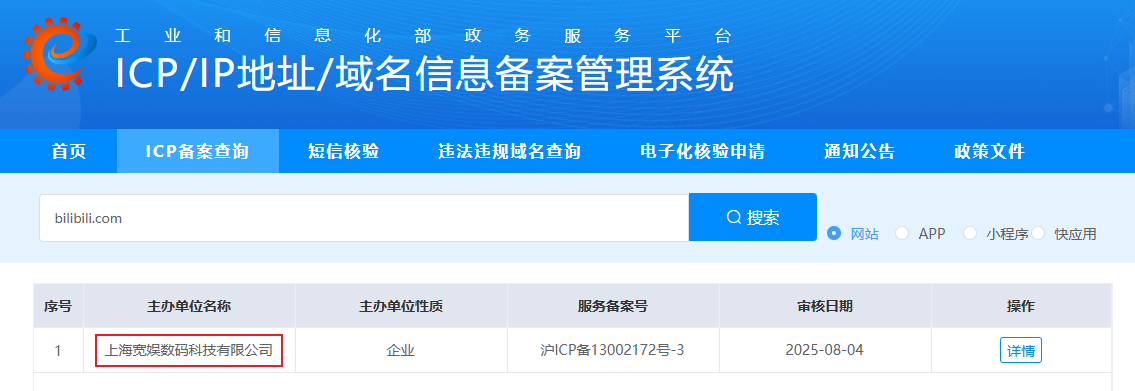 工业和信息化部政务服务平台
ICP/IP地址/域名信息备案管理系统
首页 ICP备案查询 短信核验 违法违规域名查询 电子化核验申请 通知公告 政策文件
bilibili.com 搜索 网站 APP 小程序 快应用
序号 主办单位名称 主办单位性质 服务备案号 审核日期 操作
1 上海宽娱数码科技有限公司 企业 沪ICP备13002172号-3 2025-08-04 详情